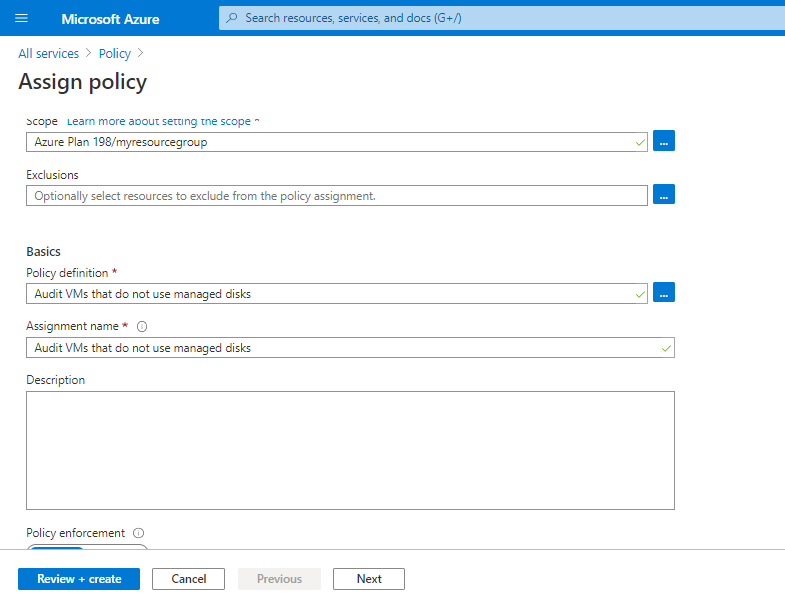 Microsoft Azure
Search resources, services, and docs (G+/)
All services > Policy >
Assign policy
Scope Learn more about setting the scope *
Azure Plan 198/myresourcegroup
...
Exclusions
Optionally select resources to exclude from the policy assignment.
...
Basics
Policy definition *
Audit VMs that do not use managed disks
...
Assignment name *
Audit VMs that do not use managed disks
Description
Policy enforcement
Review + create Cancel Previous Next